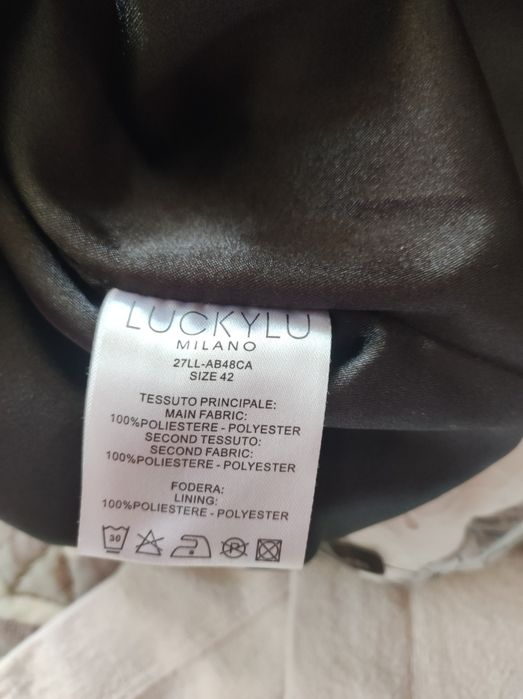 LUCKYLU
MILANO
27LL-AB48CA
SIZE 42
TESSUTO PRINCIPALE:
MAIN FABRIC:
100%POLIESTERE - POLYESTER
SECOND TESSUTO:
SECOND FABRIC:
100%POLIESTERE - POLYESTER
FODERA:
LINING:
100%POLIESTERE - POLYESTER
30 P